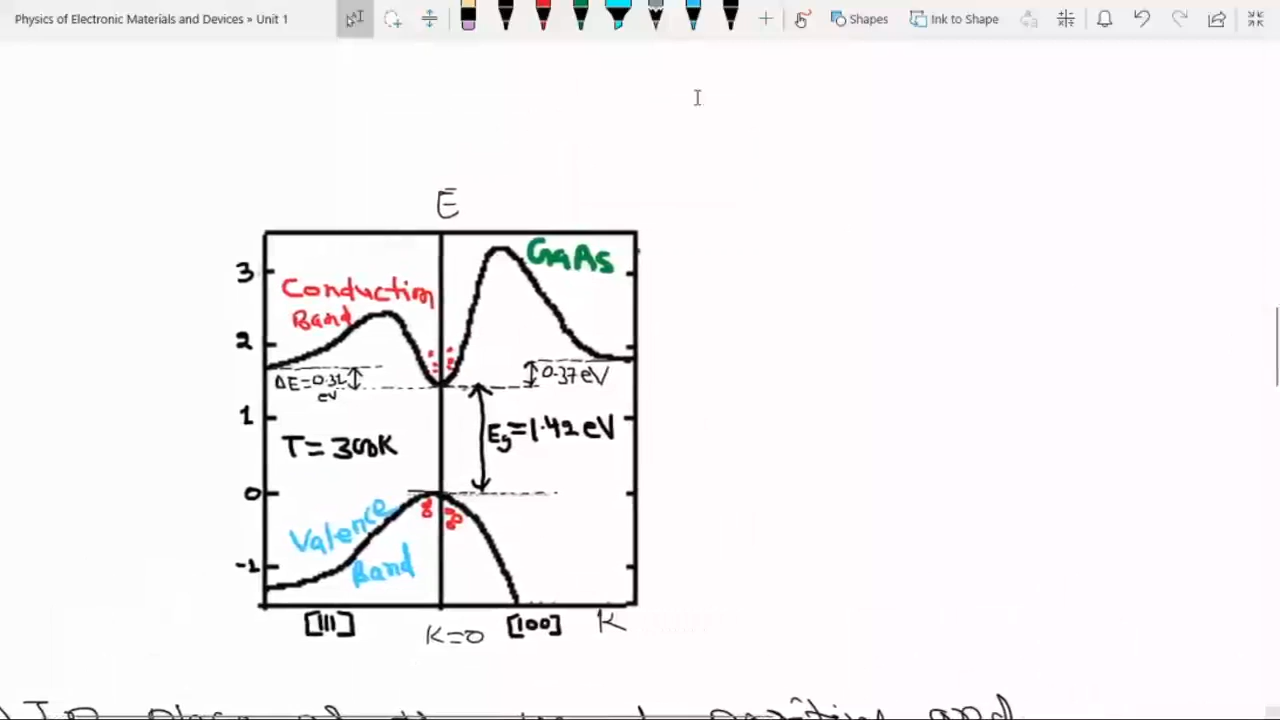 Physics of Electronic Materials and Devices » Unit 1
Shapes
Ink to Shape
E
GaAs
3
Conduction
Band
2
ΔE=0.31
eV
0.37eV
1
Eg=1.42 eV
T=300K
0
Valence
Band
-1
[111]
K=0
[100]
K
and